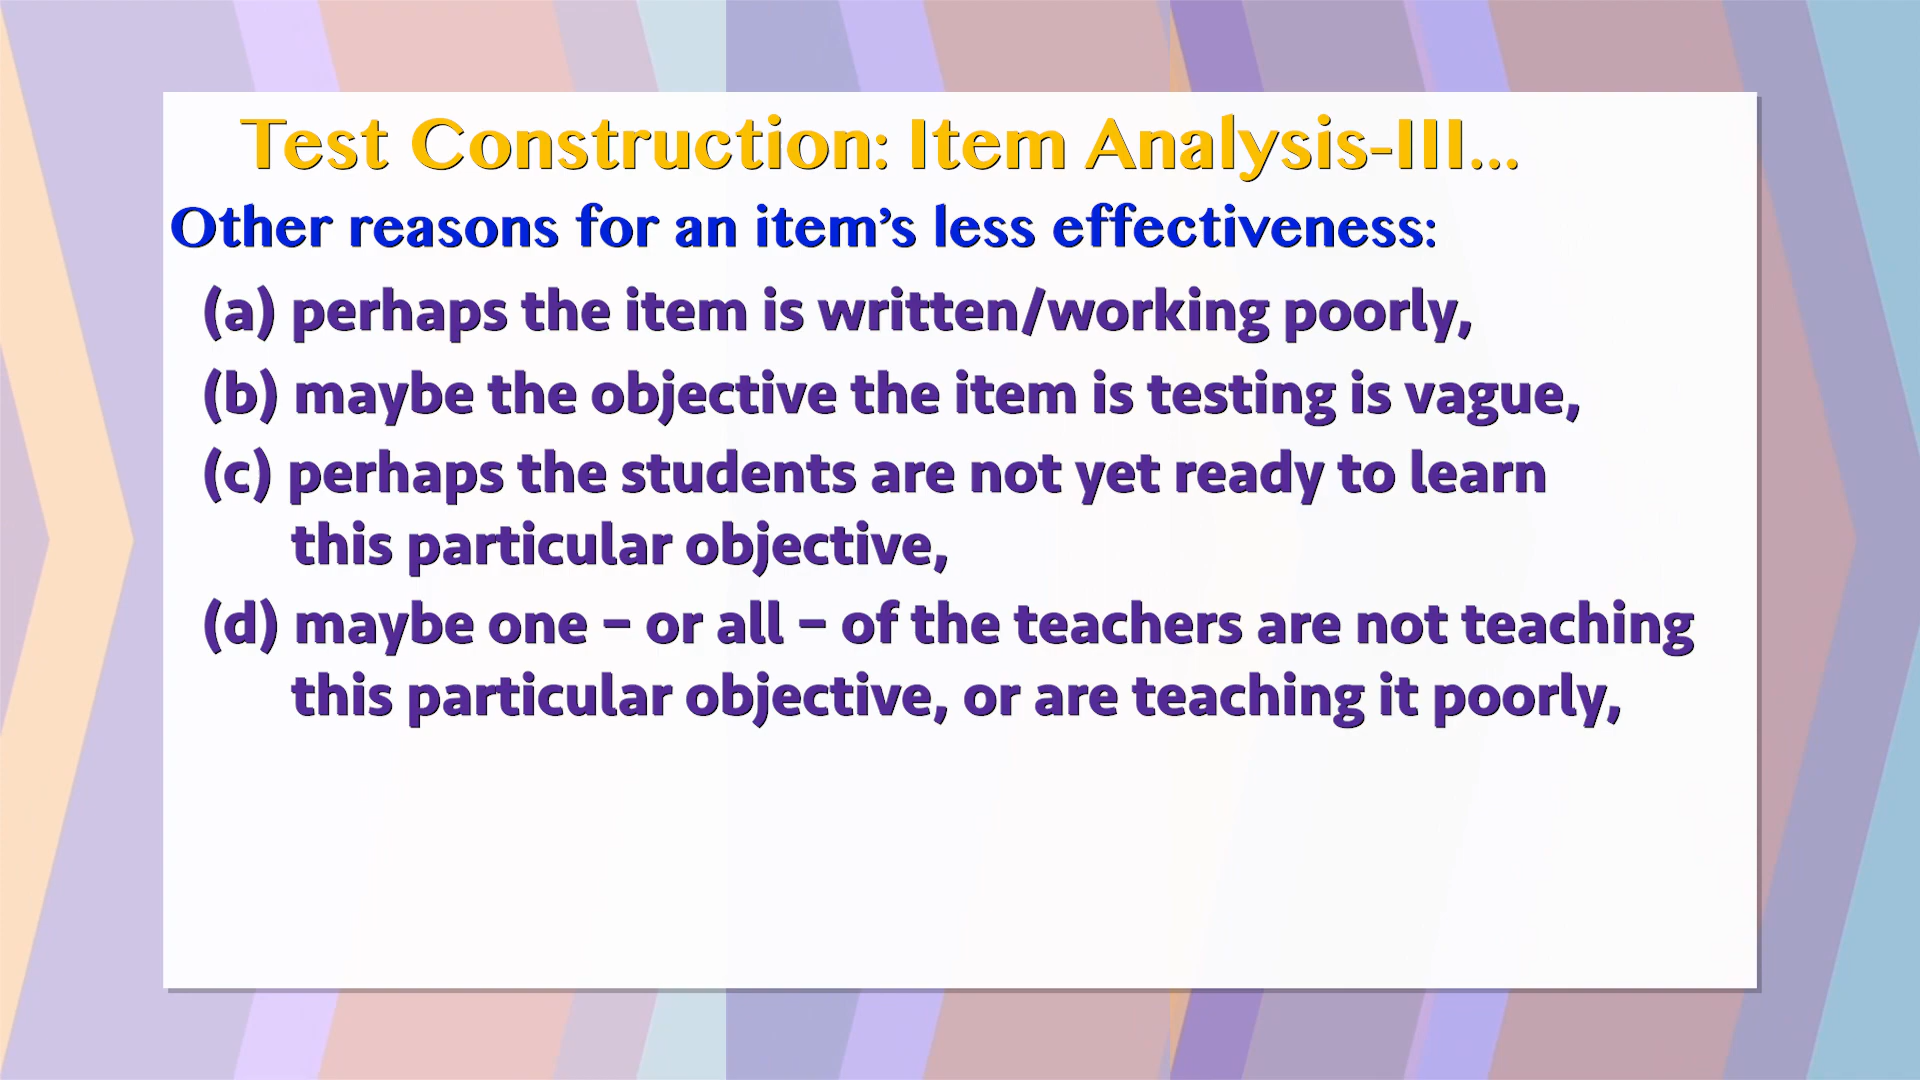 Test Construction: Item Analysis-III...
Other reasons for an item’s less effectiveness:
(a) perhaps the item is written/working poorly,
(b) maybe the objective the item is testing is vague,
(c) perhaps the students are not yet ready to learn
this particular objective,
(d) maybe one – or all – of the teachers are not teaching
this particular objective, or are teaching it poorly,